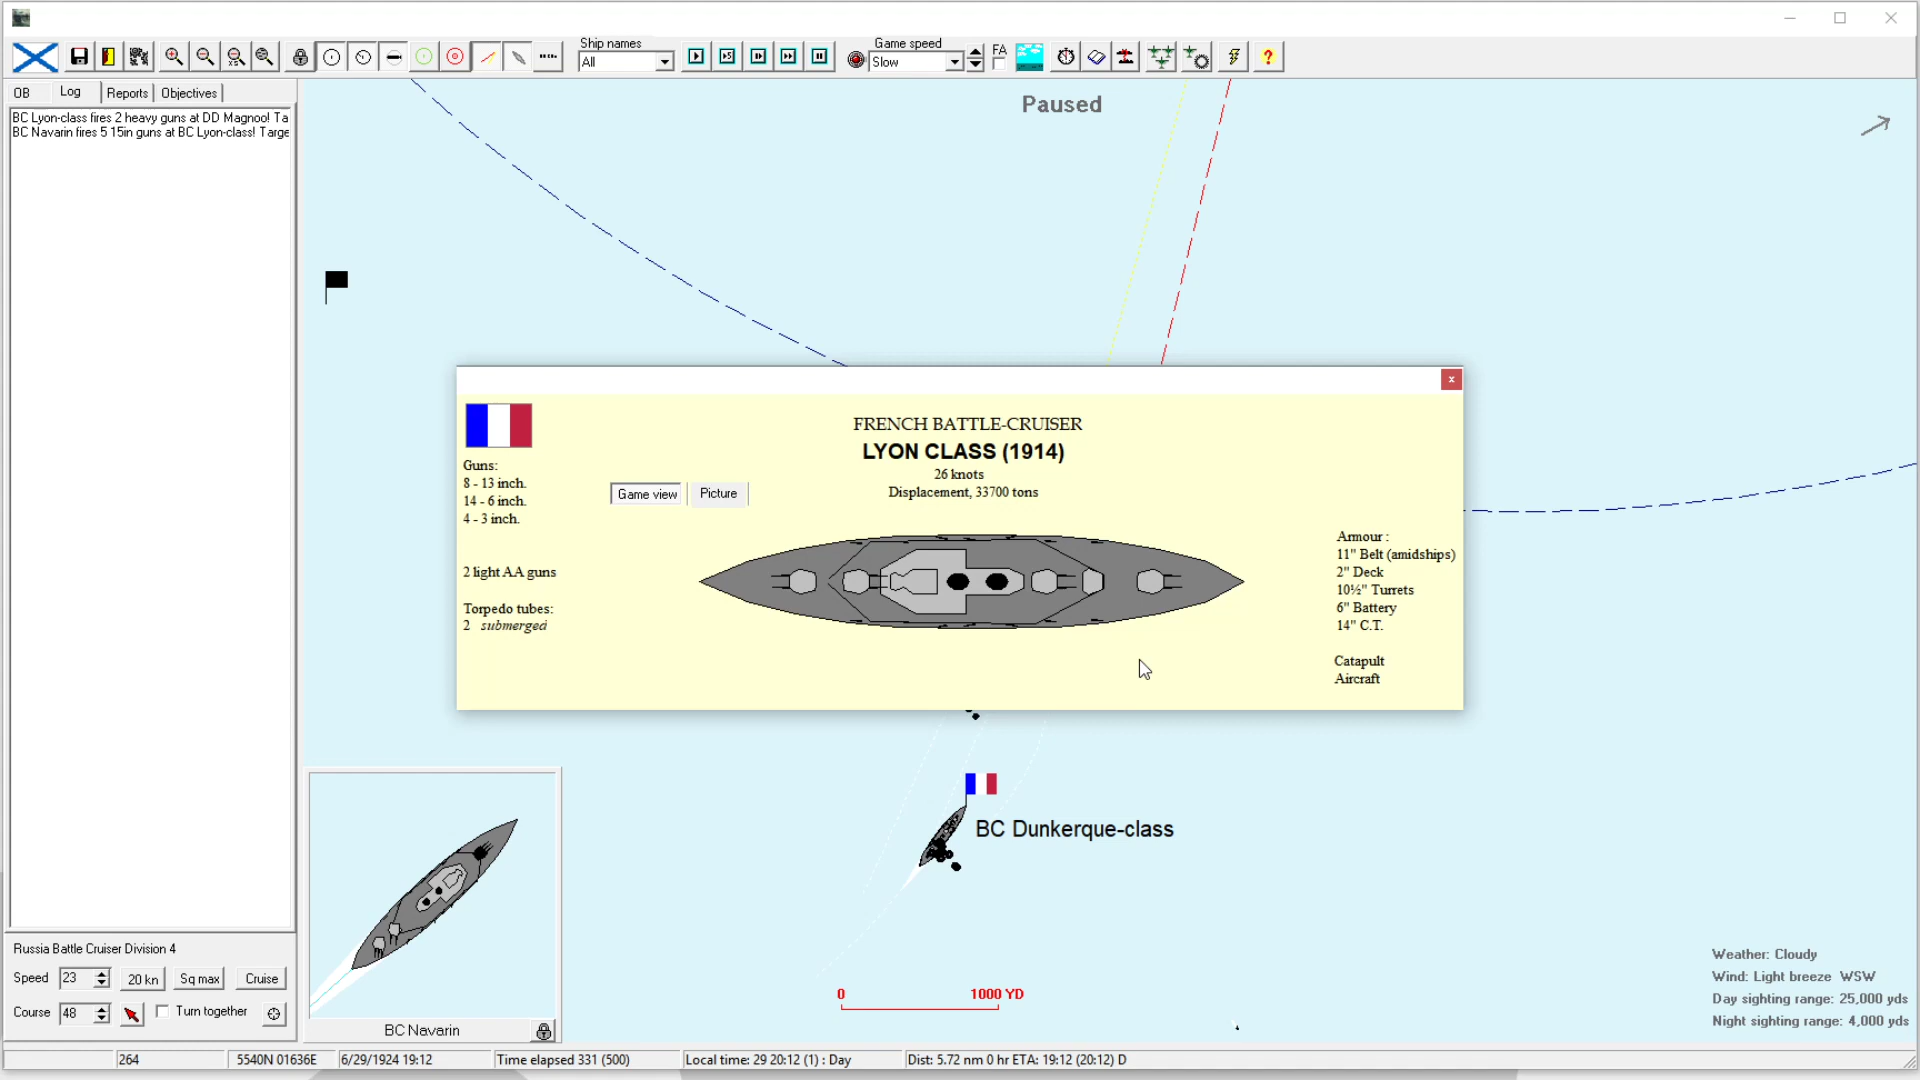 Ship names
All
Game speed
Slow
FA
OB
Log
Reports
Objectives
BC Lyon-class fires 2 heavy guns at DD Magnoo! Ta
BC Navarin fires 5 15in guns at BC Lyon-class! Targe
Paused
FRENCH BATTLE-CRUISER
LYON CLASS (1914)
26 knots
Displacement, 33700 tons
Guns:
8 - 13 inch.
14 - 6 inch.
4 - 3 inch.
Game view
Picture
2 light AA guns
Torpedo tubes:
2 submerged
Armour :
11" Belt (amidships)
2" Deck
10½" Turrets
6" Battery
14" C.T.
Catapult
Aircraft
BC Dunkerque-class
0 1000 YD
Weather: Cloudy
Wind: Light breeze WSW
Day sighting range: 25,000 yds
Night sighting range: 4,000 yds
Russia Battle Cruiser Division 4
Speed 23 20 kn Sq max Cruise
Course 48 Turn together
BC Navarin
264 5540N 01636E 6/29/1924 19:12 Time elapsed 331 (500) Local time: 29 20:12 (1) : Day Dist: 5.72 nm 0 hr ETA: 19:12 (20:12) D